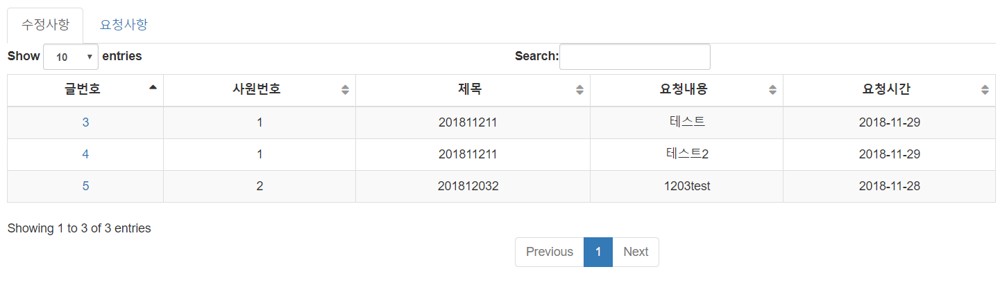 수정사항 요청사항
Show 10 entries Search:
글번호 사원번호 제목 요청내용 요청시간
3 1 201811211 테스트 2018-11-29
4 1 201811211 테스트2 2018-11-29
5 2 201812032 1203test 2018-11-28
Showing 1 to 3 of 3 entries
Previous 1 Next